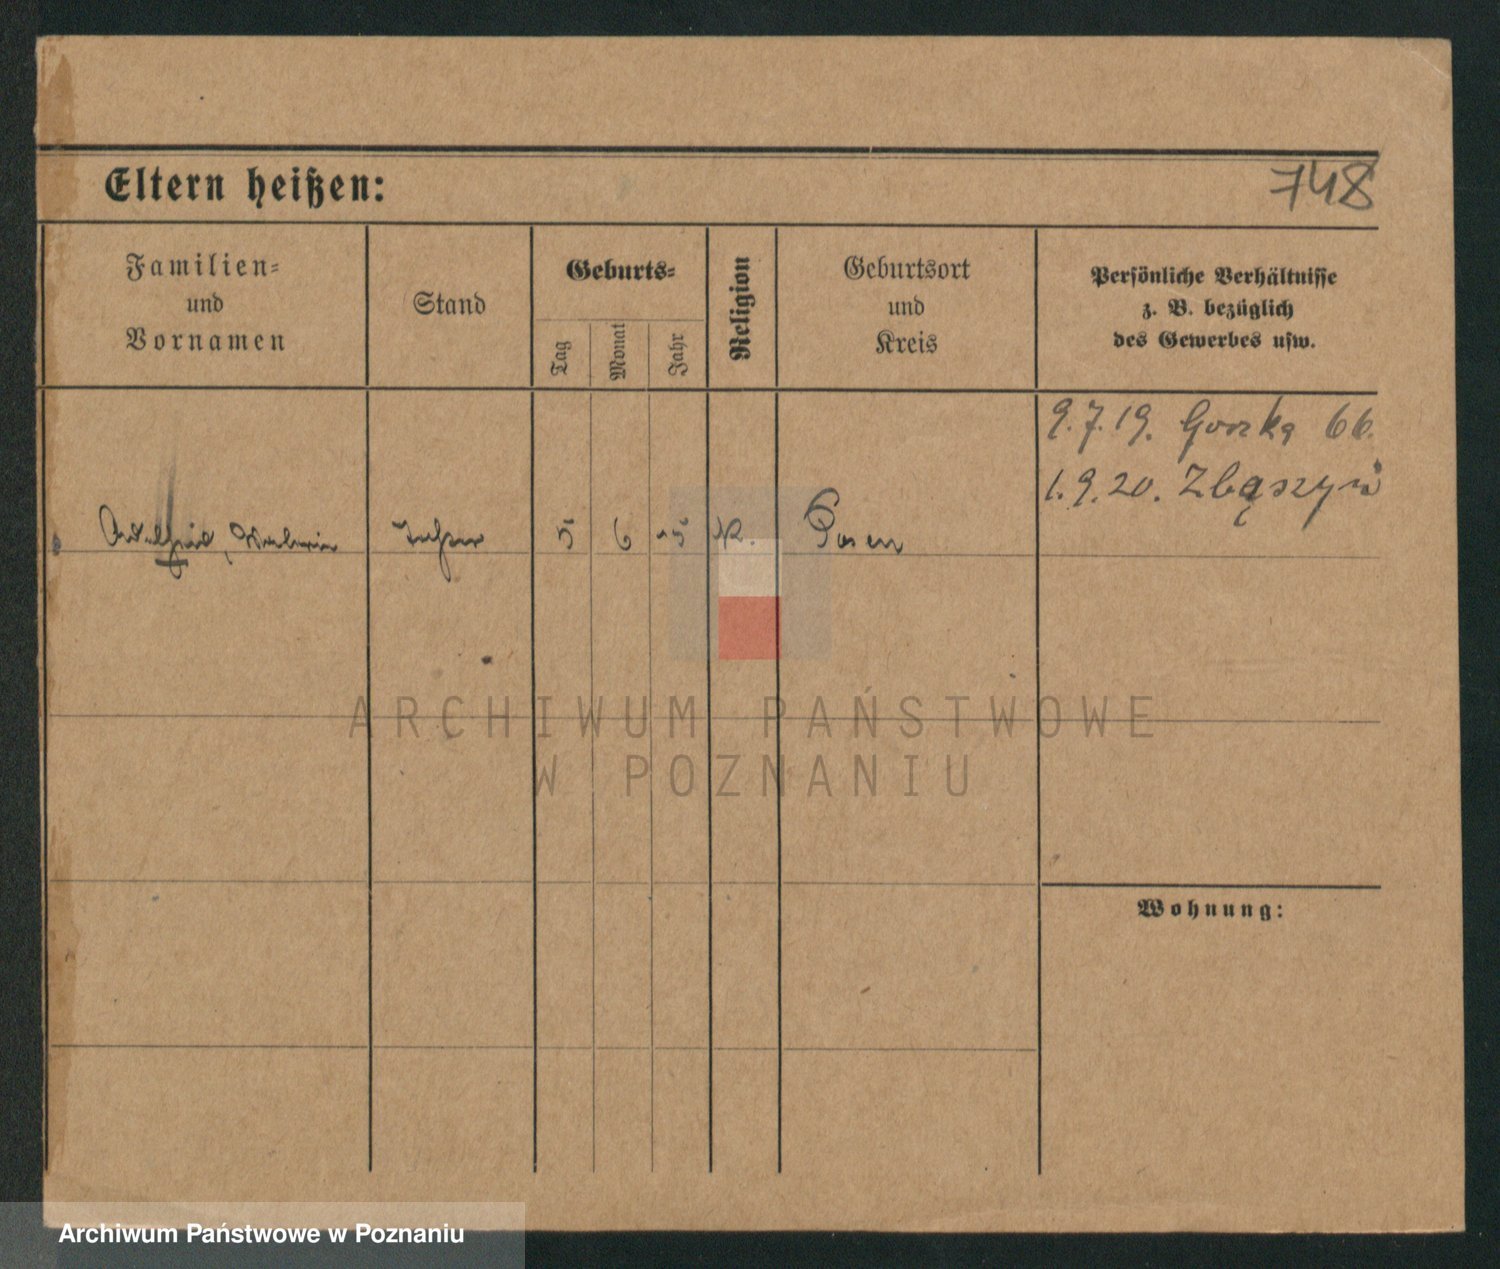 Eltern heißen:
748
Familien-
und
Vornamen
Stand
Geburts-
Tag
Monat
Jahr
Religion
Geburtsort
und
Kreis
Persönliche Verhältnisse
z. B. bezüglich
des Gewerbes usw.
9.7.19. Gorzka 66.
1.9.20. Zbąszyń
5 6 K. Posen
ARCHIWUM PAŃSTWOWE
W POZNANIU
Wohnung:
Archiwum Państwowe w Poznaniu